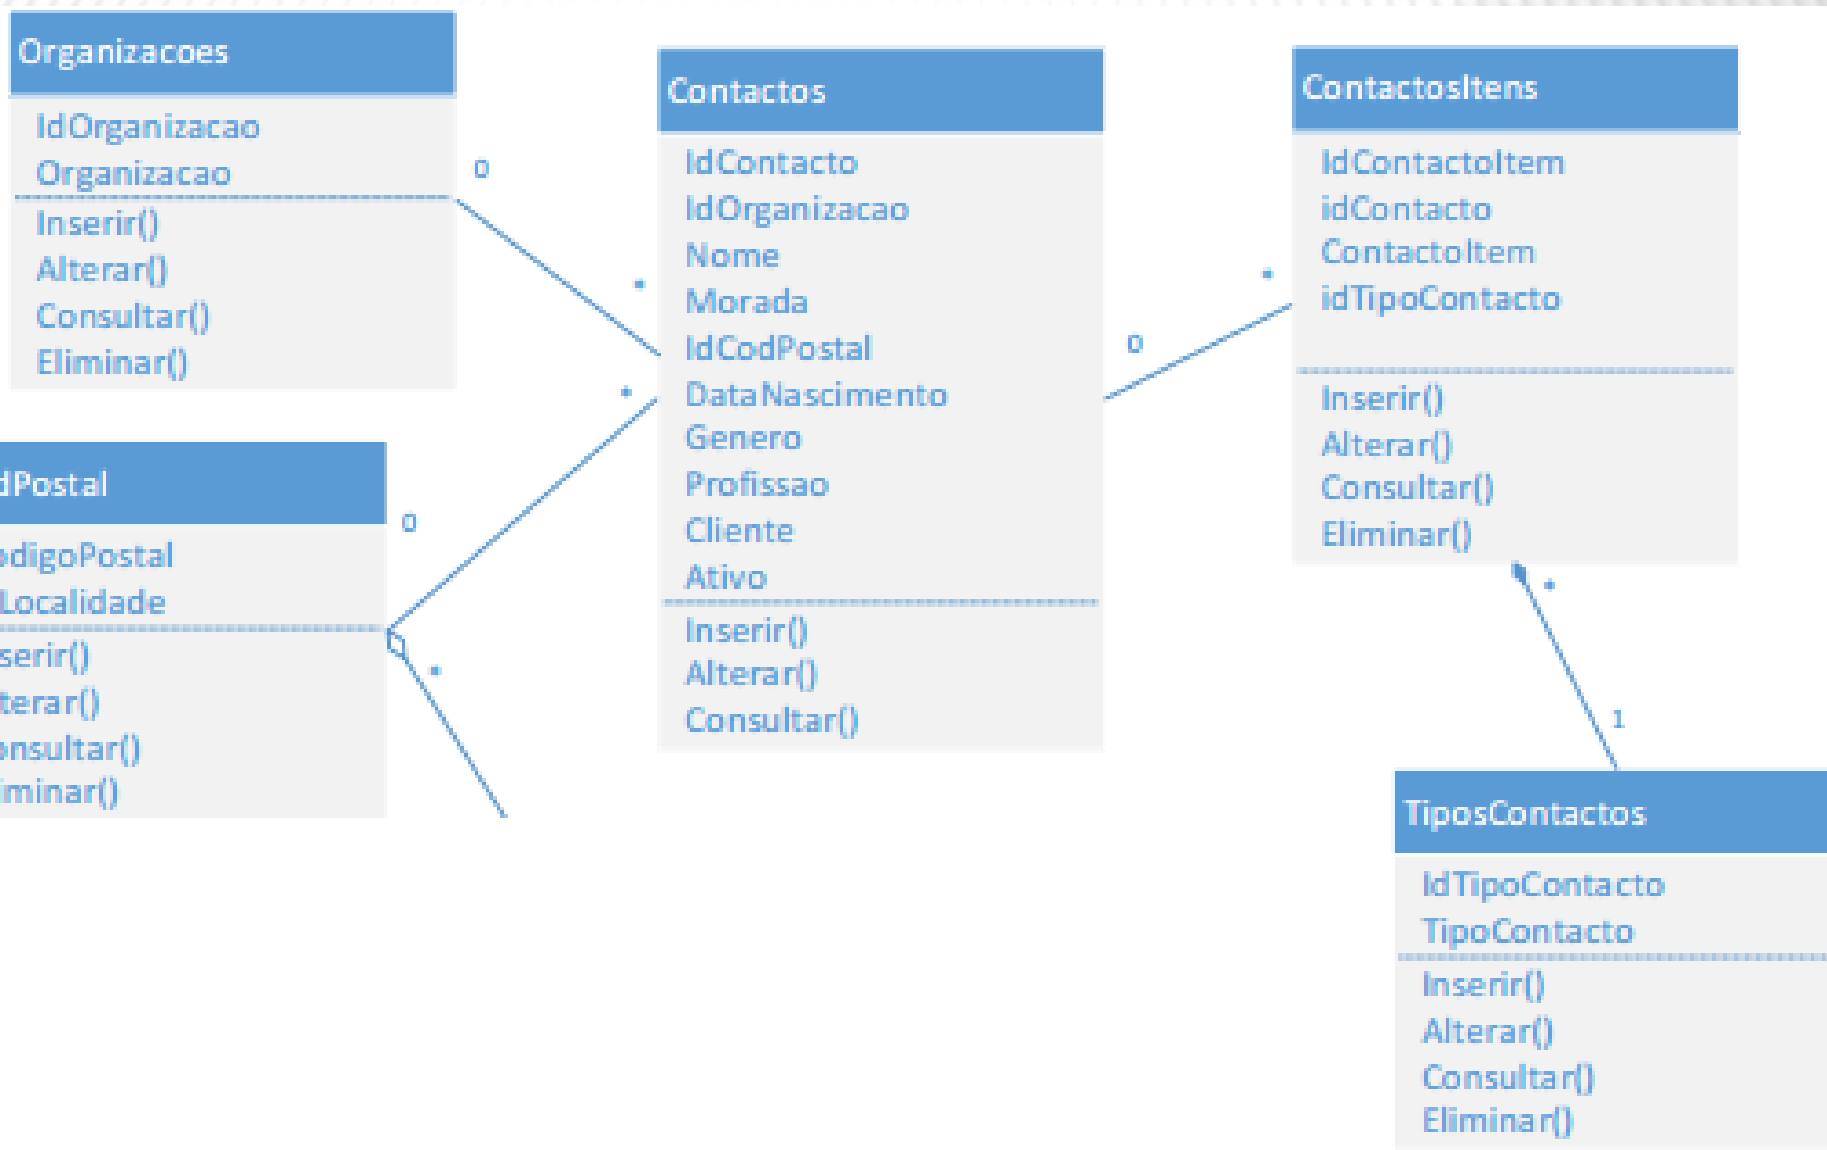 Organizacoes
IdOrganizacao
Organizacao
Inserir()
Alterar()
Consultar()
Eliminar()
0
*
dPostal
odigoPostal
Localidade
serir()
terar()
onsultar()
iminar()
0
*
*
Contactos
IdContacto
IdOrganizacao
Nome
Morada
IdCodPostal
DataNascimento
Genero
Profissao
Cliente
Ativo
Inserir()
Alterar()
Consultar()
0
*
ContactosItens
IdContactoItem
idContacto
ContactoItem
idTipoContacto
Inserir()
Alterar()
Consultar()
Eliminar()
*
1
TiposContactos
IdTipoContacto
TipoContacto
Inserir()
Alterar()
Consultar()
Eliminar()